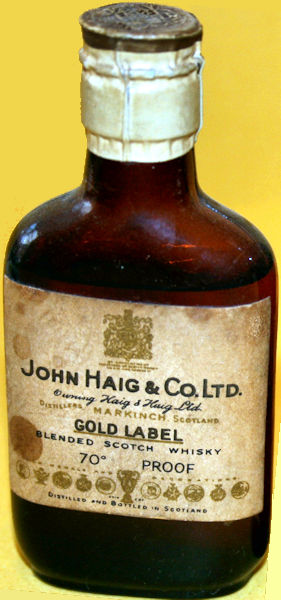 JOHN HAIG & CO. LTD.
Owning Haig & Haig Ltd.
DISTILLERS MARKINCH SCOTLAND
GOLD LABEL
BLENDED SCOTCH WHISKY
70° PROOF
DISTILLED AND BOTTLED IN SCOTLAND